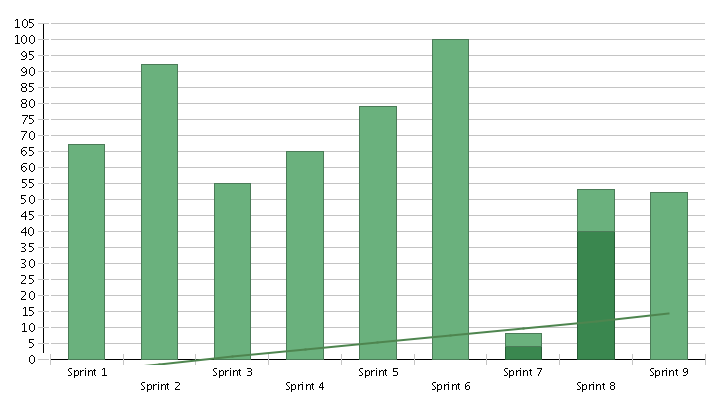 105
100
95
90
85
80
75
70
65
60
55
50
45
40
35
30
25
20
15
10
5
0
Sprint 1
Sprint 2
Sprint 3
Sprint 4
Sprint 5
Sprint 6
Sprint 7
Sprint 8
Sprint 9